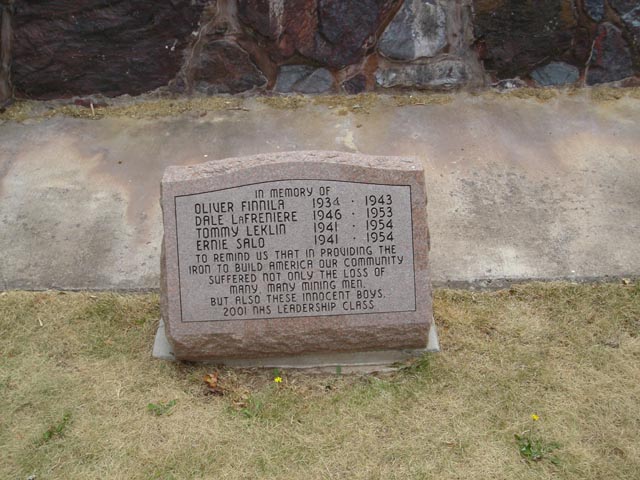 IN MEMORY OF
OLIVER FINNILA 1934 · 1943
DALE LAFRENIERE 1946 · 1953
TOMMY LEKLIN 1941 · 1954
ERNIE SALO 1941 · 1954
TO REMIND US THAT IN PROVIDING THE
IRON TO BUILD AMERICA OUR COMMUNITY
SUFFERED NOT ONLY THE LOSS OF
MANY, MANY MINING MEN,
BUT ALSO THESE INNOCENT BOYS.
2001 NHS LEADERSHIP CLASS